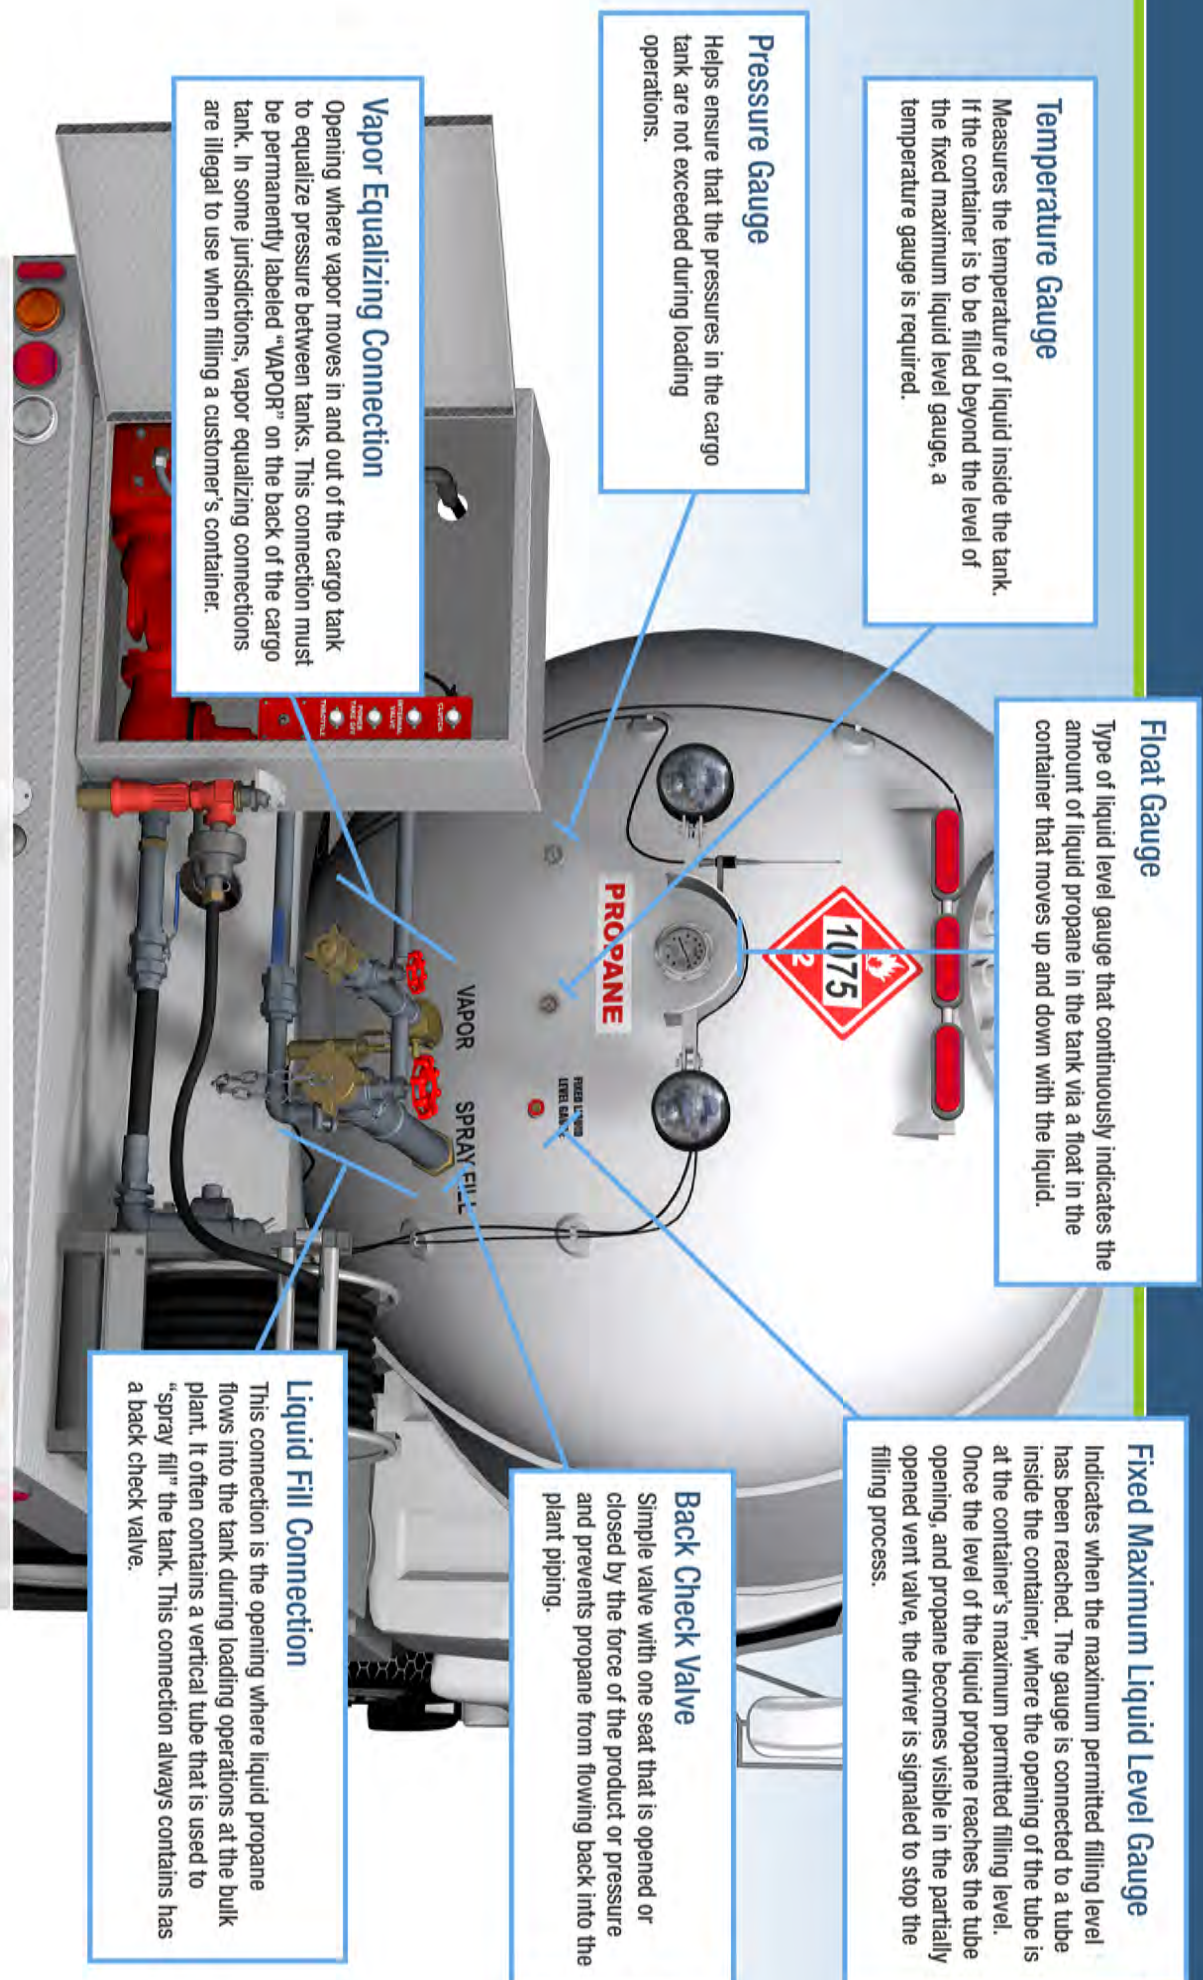 Temperature Gauge
Measures the temperature of liquid inside the tank.
If the container is to be filled beyond the level of
the fixed maximum liquid level gauge, a
temperature gauge is required.
Float Gauge
Type of liquid level gauge that continuously indicates the
amount of liquid propane in the tank via a float in the
container that moves up and down with the liquid.
Fixed Maximum Liquid Level Gauge
Indicates when the maximum permitted filling level
has been reached. The gauge is connected to a tube
inside the container, where the opening of the tube is
at the container's maximum permitted filling level.
Once the level of the liquid propane reaches the tube
opening, and propane becomes visible in the partially
opened vent valve, the driver is signaled to stop the
filling process.
Pressure Gauge
Helps ensure that the pressures in the cargo
tank are not exceeded during loading
operations.
Back Check Valve
Simple valve with one seat that is opened or
closed by the force of the product or pressure
and prevents propane from flowing back into the
plant piping.
Vapor Equalizing Connection
Opening where vapor moves in and out of the cargo tank
to equalize pressure between tanks. This connection must
be permanently labeled “VAPOR” on the back of the cargo
tank. In some jurisdictions, vapor equalizing connections
are illegal to use when filling a customer's container.
Liquid Fill Connection
This connection is the opening where liquid propane
flows into the tank during loading operations at the bulk
plant. It often contains a vertical tube that is used to
“spray fill” the tank. This connection always contains has
a back check valve.
1075
2
PROPANE
FIXED LIQUID
LEVEL GAUGE
VAPOR SPRAY FILL
CLUTCH
INTERNAL
VALVE
POWER
TAKE OFF
THROTTLE